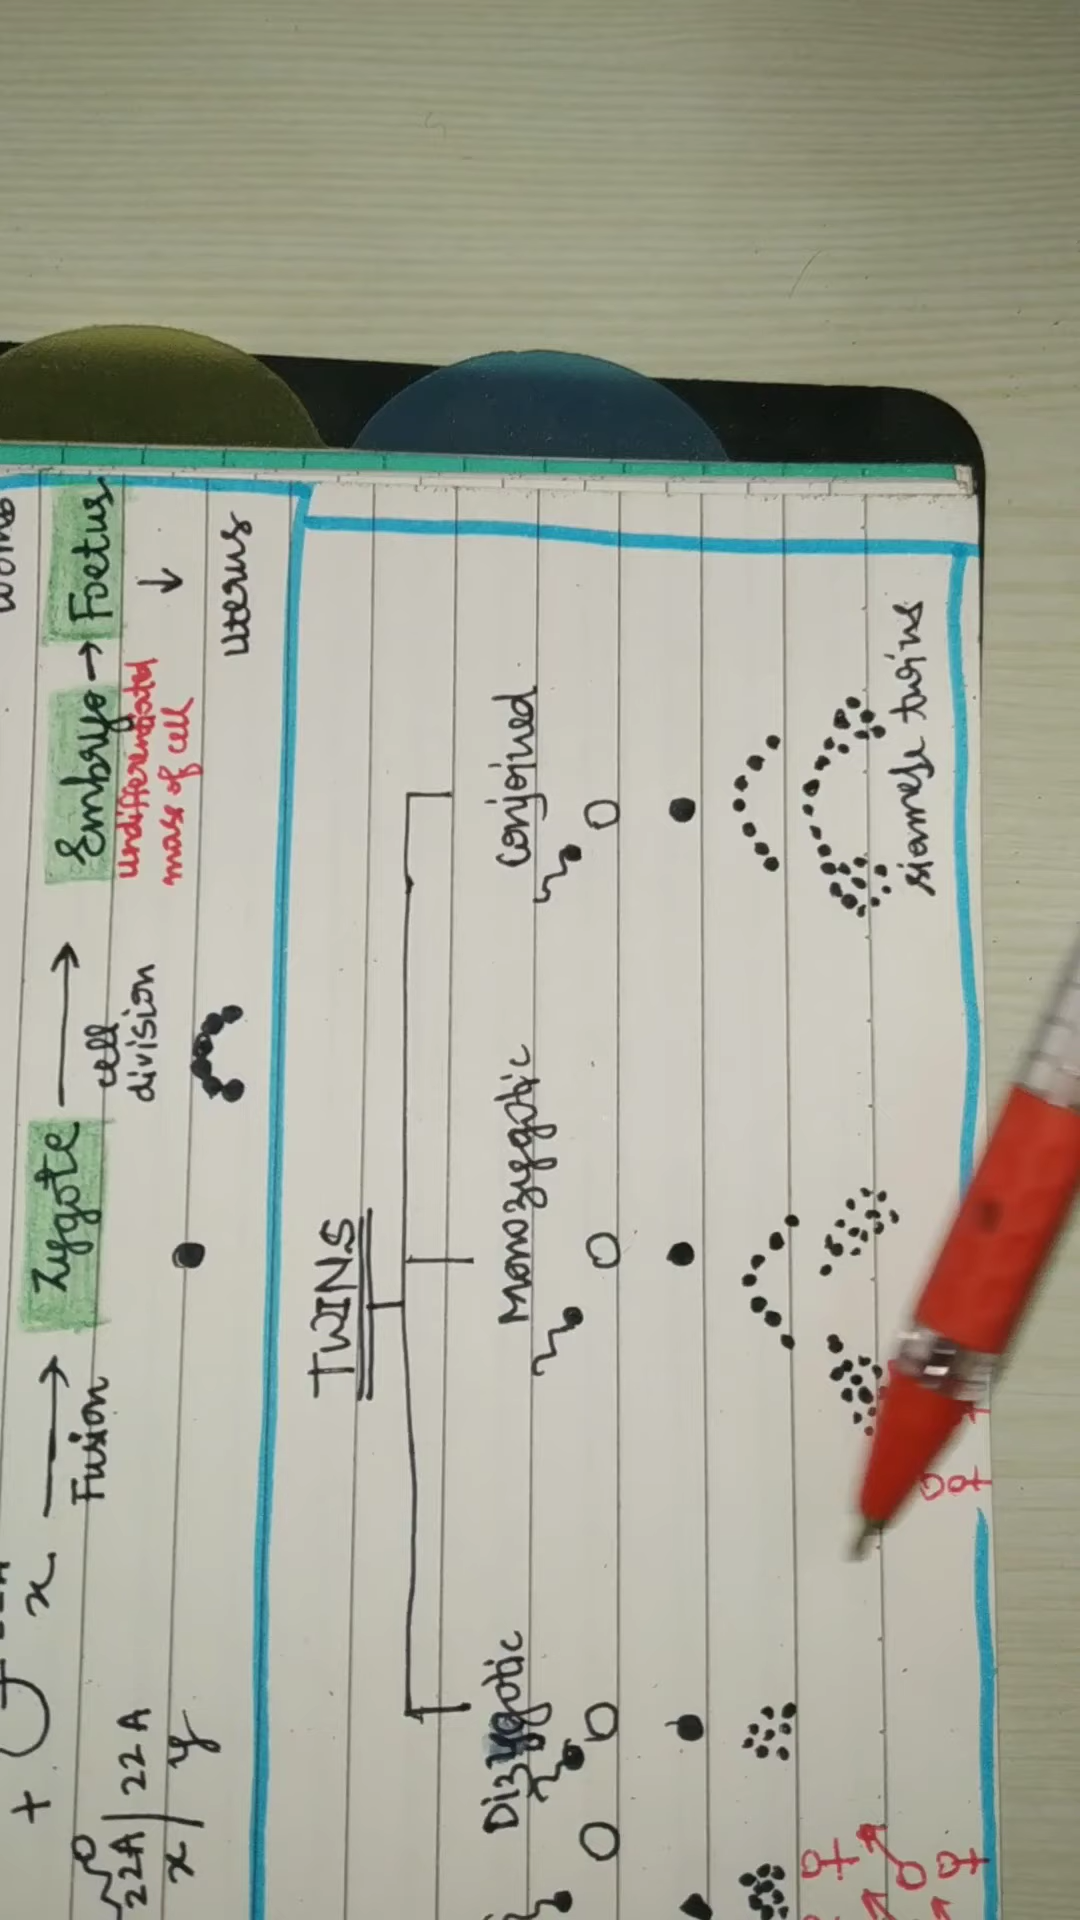 x → Fusion → Zygote → cell division → Embryo → Foetus
undifferentiated
mass of cell
Uterus
+
22A | 22A
x | y
TWINS
Dizygotic Monozygotic Conjoined
siamese twins
♀ ♀
♀ ♂ ♀